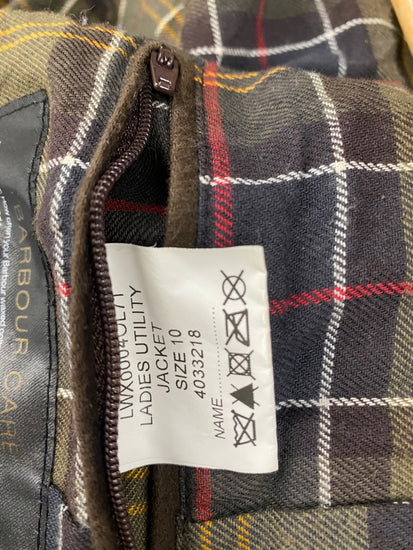 LWX0004OL71
LADIES UTILITY
JACKET
SIZE 10
4033218
NAME
BARBOUR CARE